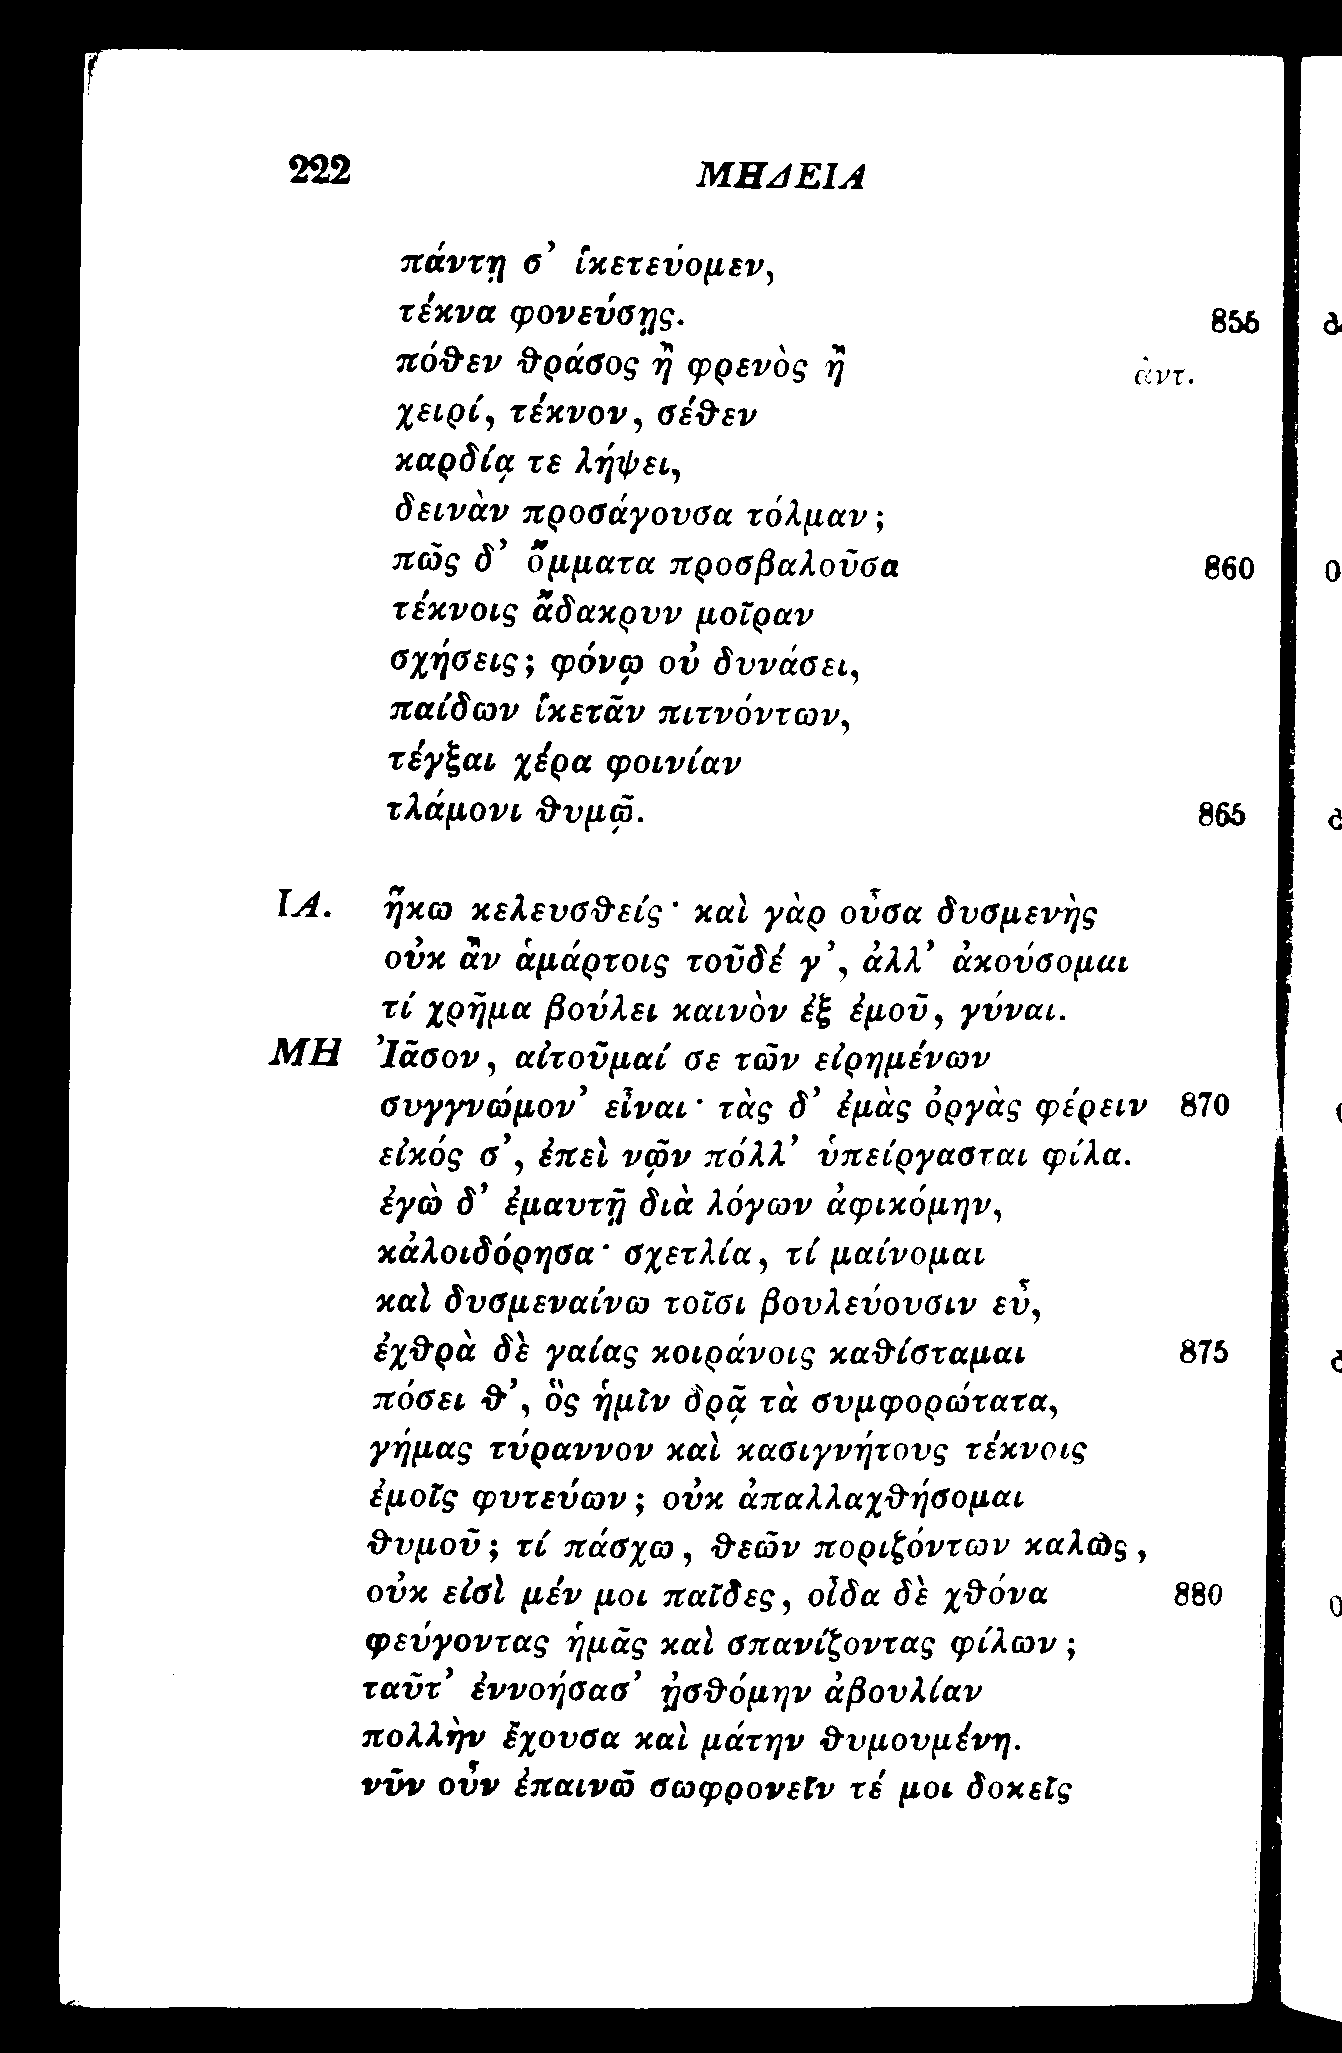 222 ΜΗΔΕΙΑ
πάντῃ σ’ ἱκετεύομεν,
τέκνα φονεύσῃς. 855
πόθεν θράσος ἢ φρενὸς ἢ ἀντ.
χειρί, τέκνον, σέθεν
καρδίᾳ τε λήψει,
δεινὰν προσάγουσα τόλμαν;
πῶς δ’ ὄμματα προσβαλοῦσα 860
τέκνοις ἄδακρυν μοῖραν
σχήσεις; φόνῳ οὐ δυνάσει,
παίδων ἱκετᾶν πιτνόντων,
τέγξαι χέρα φοινίαν
τλάμονι θυμῷ. 865
ΙΑ. ἥκω κελευσθείς· καὶ γὰρ οὖσα δυσμενὴς
οὐκ ἂν ἁμάρτοις τοῦδέ γ’, ἀλλ’ ἀκούσομαι
τί χρῆμα βούλει καινὸν ἐξ ἐμοῦ, γύναι.
ΜΗ Ἰᾶσον, αἰτοῦμαί σε τῶν εἰρημένων
συγγνώμον’ εἶναι· τὰς δ’ ἐμὰς ὀργὰς φέρειν 870
εἰκός σ’, ἐπεὶ νῷν πόλλ’ ὑπείργασται φίλα.
ἐγὼ δ’ ἐμαυτῇ διὰ λόγων ἀφικόμην,
κἀλοιδόρησα· σχετλία, τί μαίνομαι
καὶ δυσμεναίνω τοῖσι βουλεύουσιν εὖ,
ἐχθρὰ δὲ γαίας κοιράνοις καθίσταμαι 875
πόσει θ’, ὃς ἡμῖν δρᾷ τὰ συμφορώτατα,
γήμας τύραννον καὶ κασιγνήτους τέκνοις
ἐμοῖς φυτεύων; οὐκ ἀπαλλαχθήσομαι
θυμοῦ; τί πάσχω, θεῶν ποριζόντων καλῶς,
οὐκ εἰσὶ μέν μοι παῖδες, οἶδα δὲ χθόνα 880
φεύγοντας ἡμᾶς καὶ σπανίζοντας φίλων;
ταῦτ’ ἐννοήσασ’ ᾐσθόμην ἀβουλίαν
πολλὴν ἔχουσα καὶ μάτην θυμουμένη.
νῦν οὖν ἐπαινῶ σωφρονεῖν τέ μοι δοκεῖς